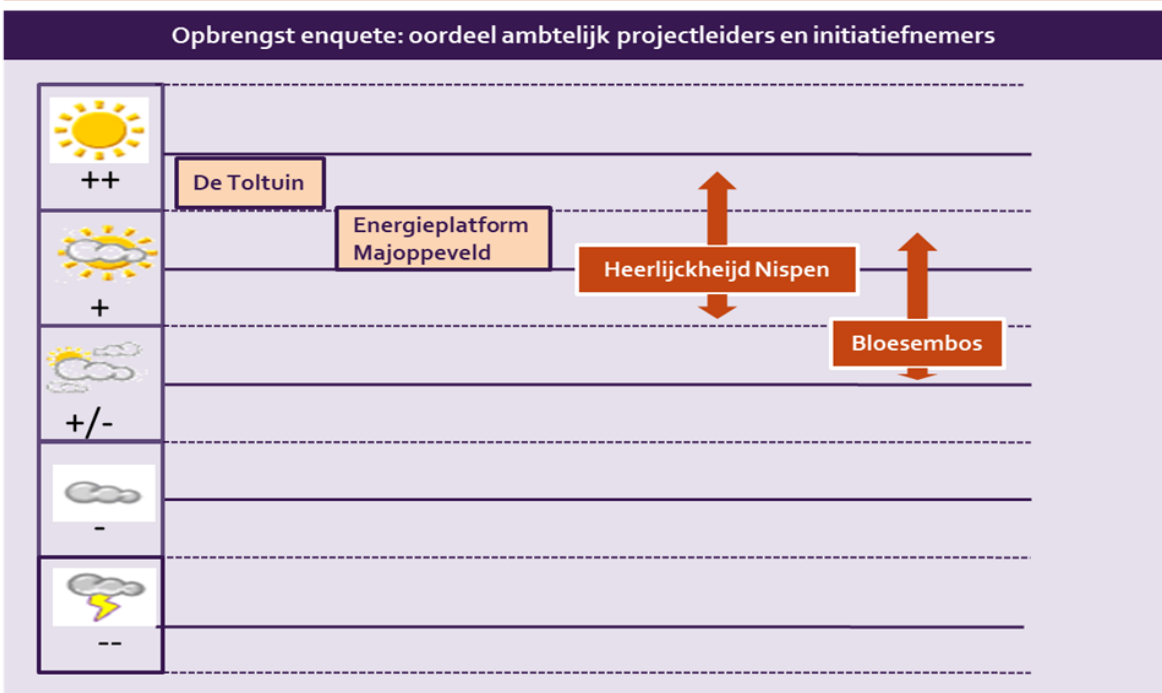 Opbrengst enquete: oordeel ambtelijk projectleiders en initiatiefnemers
++
De Toltuin
Energieplatform
Majoppeveld
Heerlijckheijd Nispen
+
Bloesembos
+/-
-
--